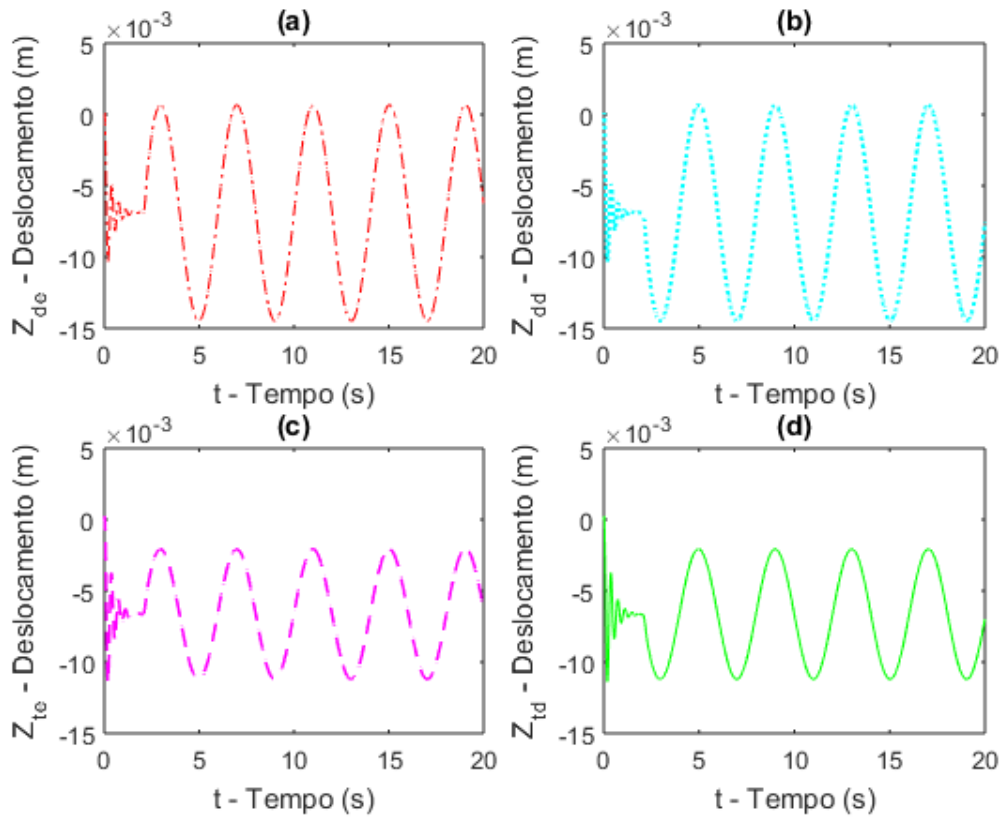 ×10⁻³ (a)
Z_de - Deslocamento (m)
5
0
-5
-10
-15
0 5 10 15 20
t - Tempo (s)
×10⁻³ (b)
Z_dd - Deslocamento (m)
5
0
-5
-10
-15
0 5 10 15 20
t - Tempo (s)
×10⁻³ (c)
Z_te - Deslocamento (m)
5
0
-5
-10
-15
0 5 10 15 20
t - Tempo (s)
×10⁻³ (d)
Z_td - Deslocamento (m)
5
0
-5
-10
-15
0 5 10 15 20
t - Tempo (s)